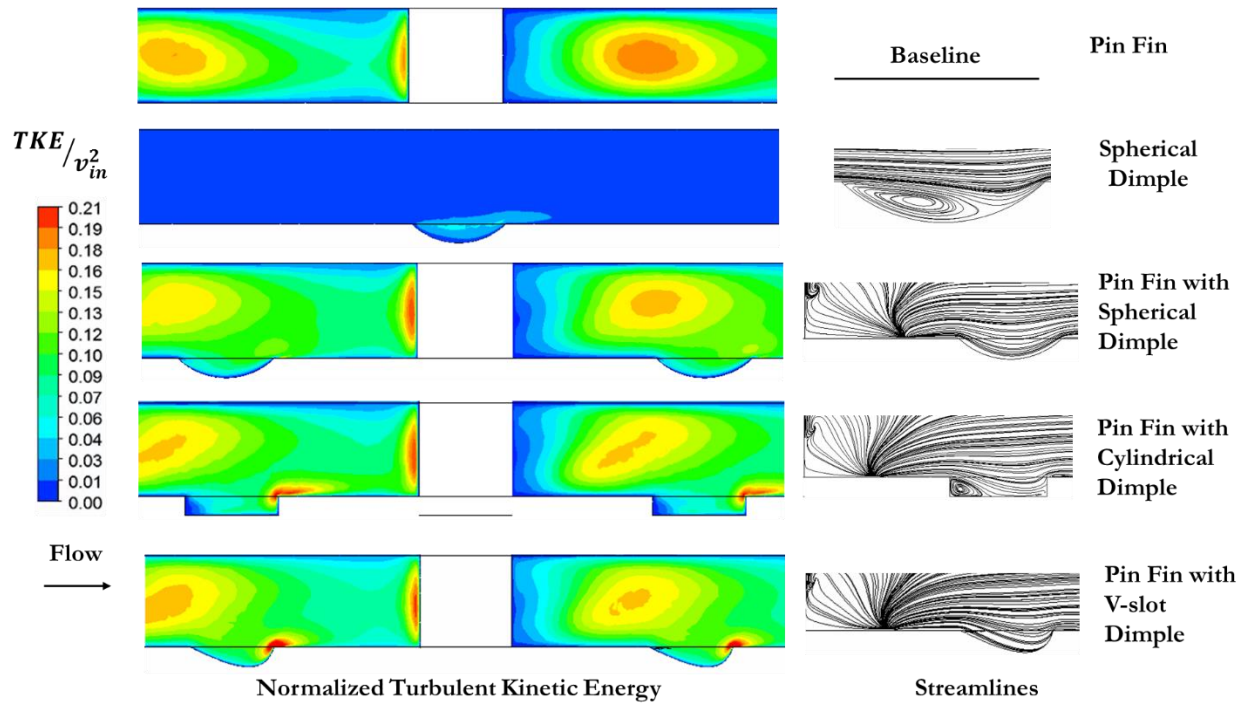 Baseline
Pin Fin
TKE/v²ᵢₙ
Spherical
Dimple
0.21
0.19
0.18
0.16
0.15
0.13
0.12
0.10
0.09
0.07
0.06
0.04
0.03
0.01
0.00
Pin Fin with
Spherical
Dimple
Pin Fin with
Cylindrical
Dimple
Flow
Pin Fin with
V-slot
Dimple
Normalized Turbulent Kinetic Energy
Streamlines